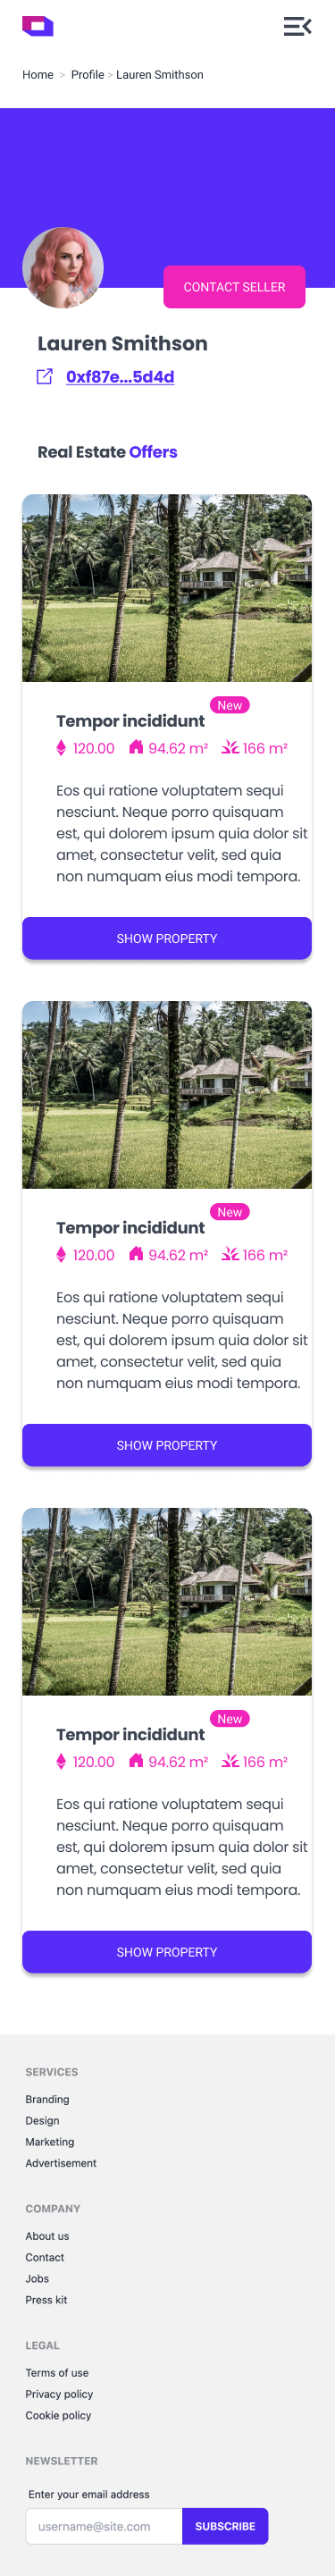 Home > Profile > Lauren Smithson
CONTACT SELLER
Lauren Smithson
0xf87e...5d4d
Real Estate Offers
New
Tempor incididunt
120.00 94.62 m² 166 m²
Eos qui ratione voluptatem sequi
nesciunt. Neque porro quisquam
est, qui dolorem ipsum quia dolor sit
amet, consectetur velit, sed quia
non numquam eius modi tempora.
SHOW PROPERTY
New
Tempor incididunt
120.00 94.62 m² 166 m²
Eos qui ratione voluptatem sequi
nesciunt. Neque porro quisquam
est, qui dolorem ipsum quia dolor sit
amet, consectetur velit, sed quia
non numquam eius modi tempora.
SHOW PROPERTY
New
Tempor incididunt
120.00 94.62 m² 166 m²
Eos qui ratione voluptatem sequi
nesciunt. Neque porro quisquam
est, qui dolorem ipsum quia dolor sit
amet, consectetur velit, sed quia
non numquam eius modi tempora.
SHOW PROPERTY
SERVICES
Branding
Design
Marketing
Advertisement
COMPANY
About us
Contact
Jobs
Press kit
LEGAL
Terms of use
Privacy policy
Cookie policy
NEWSLETTER
Enter your email address
username@site.com SUBSCRIBE